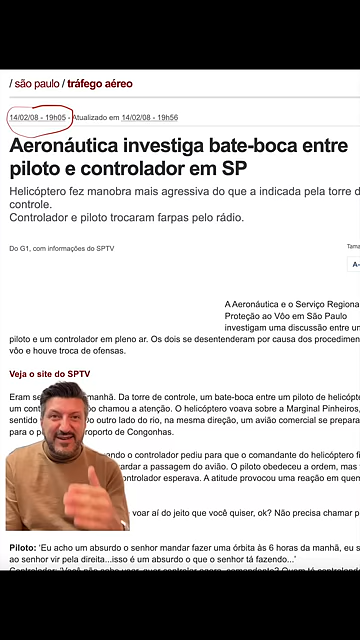 / são paulo / tráfego aéreo
14/02/08 - 19h05 - Atualizado em 14/02/08 - 19h56
Aeronáutica investiga bate-boca entre
piloto e controlador em SP
Helicóptero fez manobra mais agressiva do que a indicada pela torre d
controle.
Controlador e piloto trocaram farpas pelo rádio.
Do G1, com informações do SPTV
Tama
A-
A Aeronáutica e o Serviço Regiona
Proteção ao Vôo em São Paulo
investigam uma discussão entre um
piloto e um controlador em pleno ar. Os dois se desentenderam por causa dos procedimen
vôo e houve troca de ofensas.
Veja o site do SPTV
Eram se manhã. Da torre de controle, um bate-boca entre um piloto de helicópte
um cont o chamou a atenção. O helicóptero voava sobre a Marginal Pinheiros,
sentido vo outro lado do rio, na mesma direção, um avião comercial se prepara
para o p roporto de Congonhas.
ndo o controlador pediu para que o comandante do helicóptero fi
ardar a passagem do avião. O piloto obedeceu a ordem, mas
ontrolador esperava. A atitude provocou uma reação em quem
voar aí do jeito que você quiser, ok? Não precisa chamar p
Piloto: 'Eu acho um absurdo o senhor mandar fazer uma órbita às 6 horas da manhã, eu s
ao senhor vir pela direita...isso é um absurdo o que o senhor tá fazendo...'